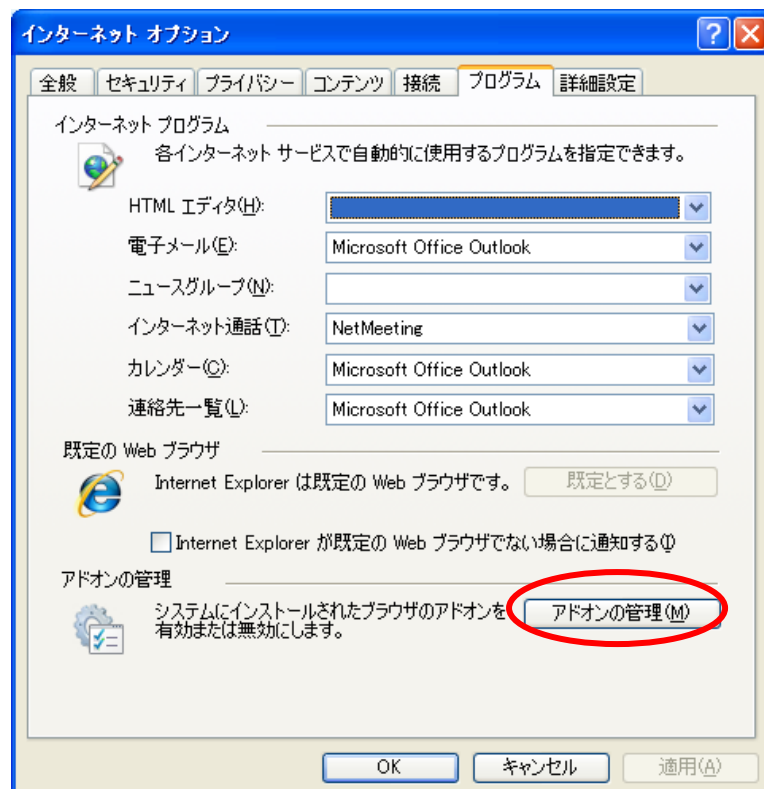 インターネット オプション
全般 セキュリティ プライバシー コンテンツ 接続 プログラム 詳細設定
インターネット プログラム
各インターネット サービスで自動的に使用するプログラムを指定できます。
HTML エディタ(H):
電子メール(E): Microsoft Office Outlook
ニュースグループ(N):
インターネット通話(T): NetMeeting
カレンダー(C): Microsoft Office Outlook
連絡先一覧(L): Microsoft Office Outlook
既定の Web ブラウザ
Internet Explorer は既定の Web ブラウザです。 既定とする(D)
Internet Explorer が既定の Web ブラウザでない場合に通知する(I)
アドオンの管理
システムにインストールされたブラウザのアドオンを アドオンの管理(M)
有効または無効にします。
OK キャンセル 適用(A)